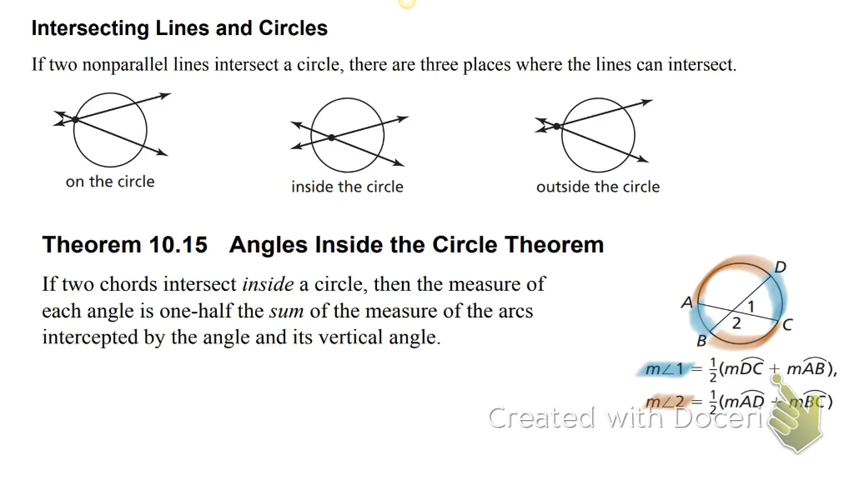 Intersecting Lines and Circles
If two nonparallel lines intersect a circle, there are three places where the lines can intersect.
on the circle
inside the circle
outside the circle
Theorem 10.15 Angles Inside the Circle Theorem
If two chords intersect inside a circle, then the measure of
each angle is one-half the sum of the measure of the arcs
intercepted by the angle and its vertical angle.
D
A
1
2
C
B
m∠1 = ½(mDC + mAB),
m∠2 = ½(mAD + mBC)
Created with Doceri